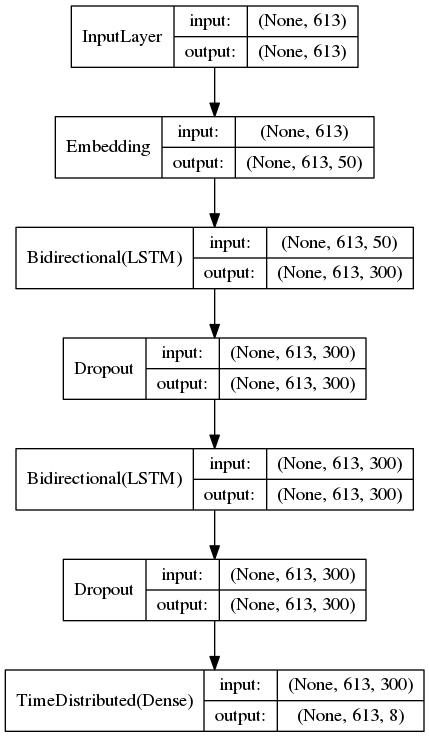 InputLayer
input: (None, 613)
output: (None, 613)
Embedding
input: (None, 613)
output: (None, 613, 50)
Bidirectional(LSTM)
input: (None, 613, 50)
output: (None, 613, 300)
Dropout
input: (None, 613, 300)
output: (None, 613, 300)
Bidirectional(LSTM)
input: (None, 613, 300)
output: (None, 613, 300)
Dropout
input: (None, 613, 300)
output: (None, 613, 300)
TimeDistributed(Dense)
input: (None, 613, 300)
output: (None, 613, 8)